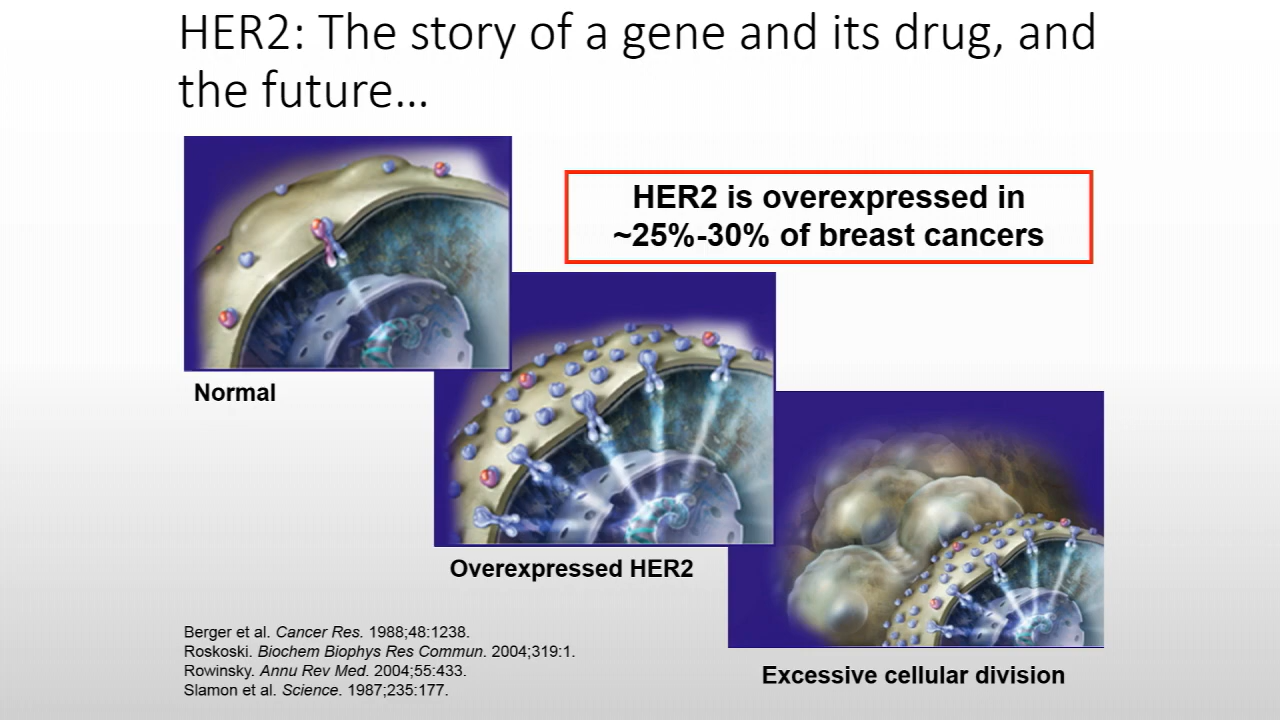 HER2: The story of a gene and its drug, and
the future…
HER2 is overexpressed in
~25%-30% of breast cancers
Normal
Overexpressed HER2
Excessive cellular division
Berger et al. Cancer Res. 1988;48:1238.
Roskoski. Biochem Biophys Res Commun. 2004;319:1.
Rowinsky. Annu Rev Med. 2004;55:433.
Slamon et al. Science. 1987;235:177.